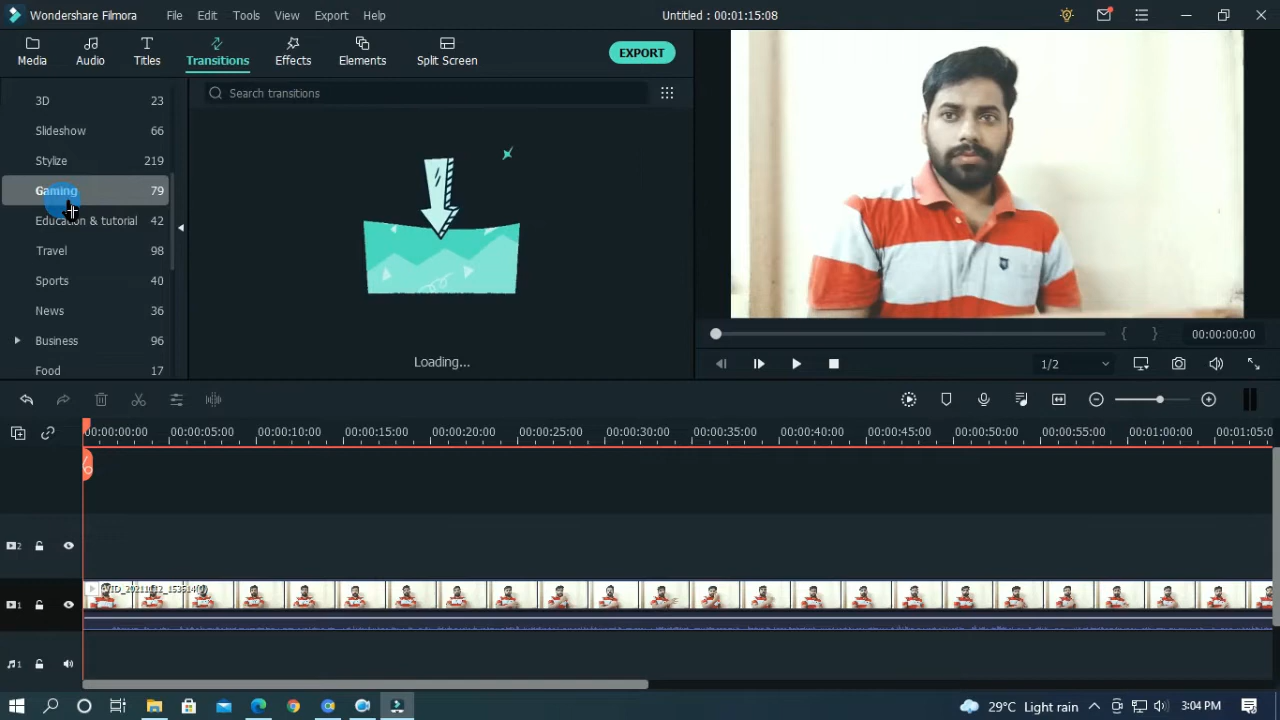 Wondershare Filmora File Edit Tools View Export Help Untitled : 00:01:15:08
Media Audio Titles Transitions Effects Elements Split Screen EXPORT
3D 23
Slideshow 66
Stylize 219
Gaming 79
Education & tutorial 42
Travel 98
Sports 40
News 36
Business 96
Food 17
Search transitions
Loading...
00:00:00:00
1/2
00:00:00:00 00:00:05:00 00:00:10:00 00:00:15:00 00:00:20:00 00:00:25:00 00:00:30:00 00:00:35:00 00:00:40:00 00:00:45:00 00:00:50:00 00:00:55:00 00:01:00:00 00:01:05:0
2
1
1
29°C Light rain 3:04 PM